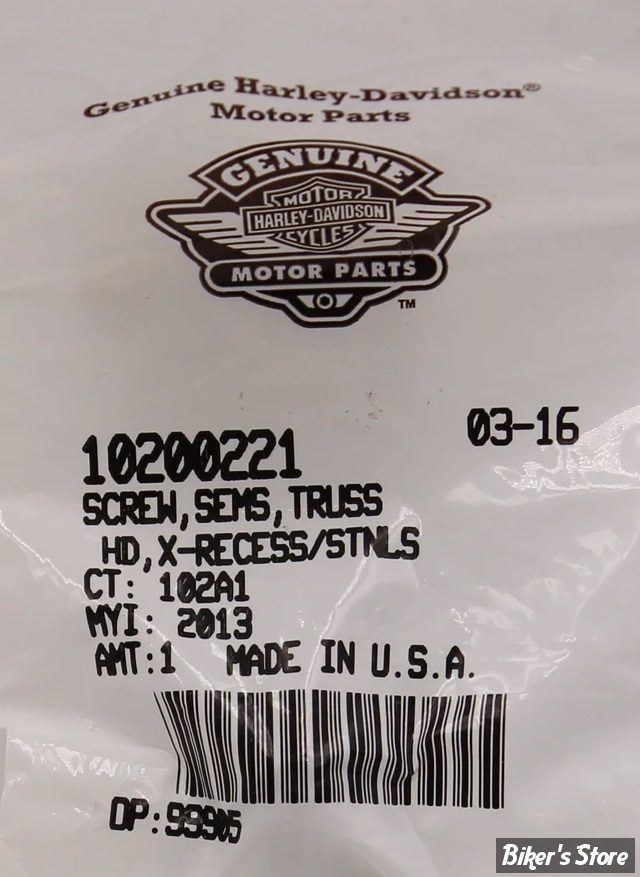 Genuine Harley-Davidson®
Motor Parts
GENUINE
MOTOR
HARLEY-DAVIDSON
CYCLES
MOTOR PARTS
TM
03-16
10200221
SCREW, SEMS, TRUSS
HD, X-RECESS/STNLS
CT: 102A1
MYI: 2013
AMT:1 MADE IN U.S.A.
DP:99905
Biker's Store